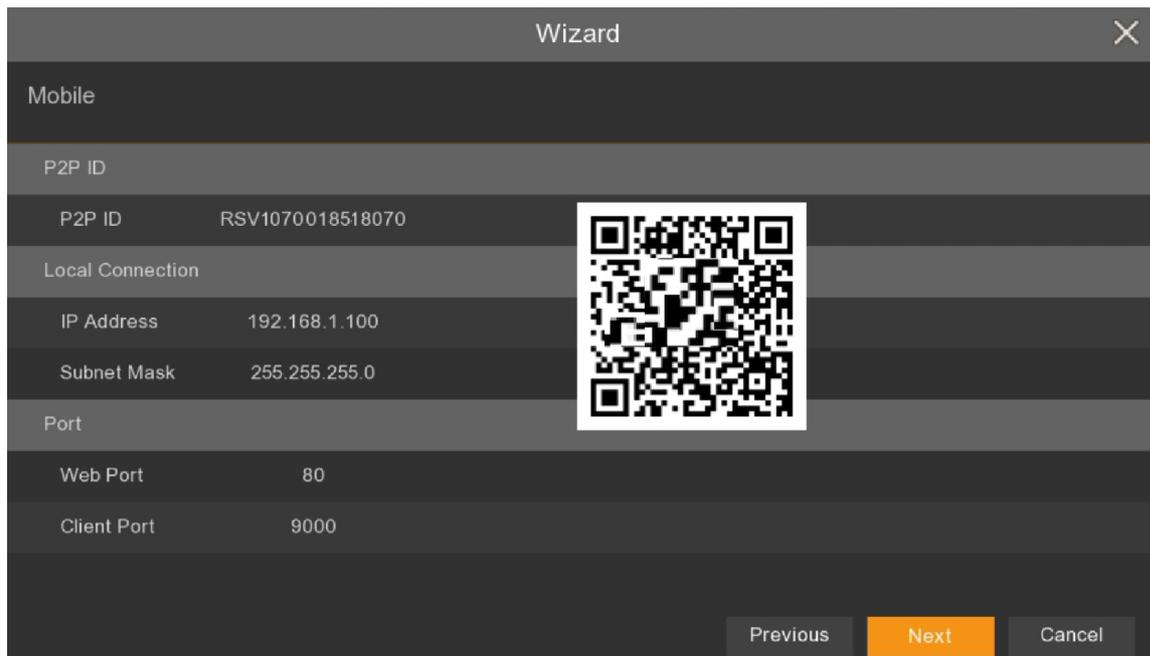 Wizard
Mobile
P2P ID
P2P ID RSV1070018518070
Local Connection
IP Address 192.168.1.100
Subnet Mask 255.255.255.0
Port
Web Port 80
Client Port 9000
Previous Next Cancel